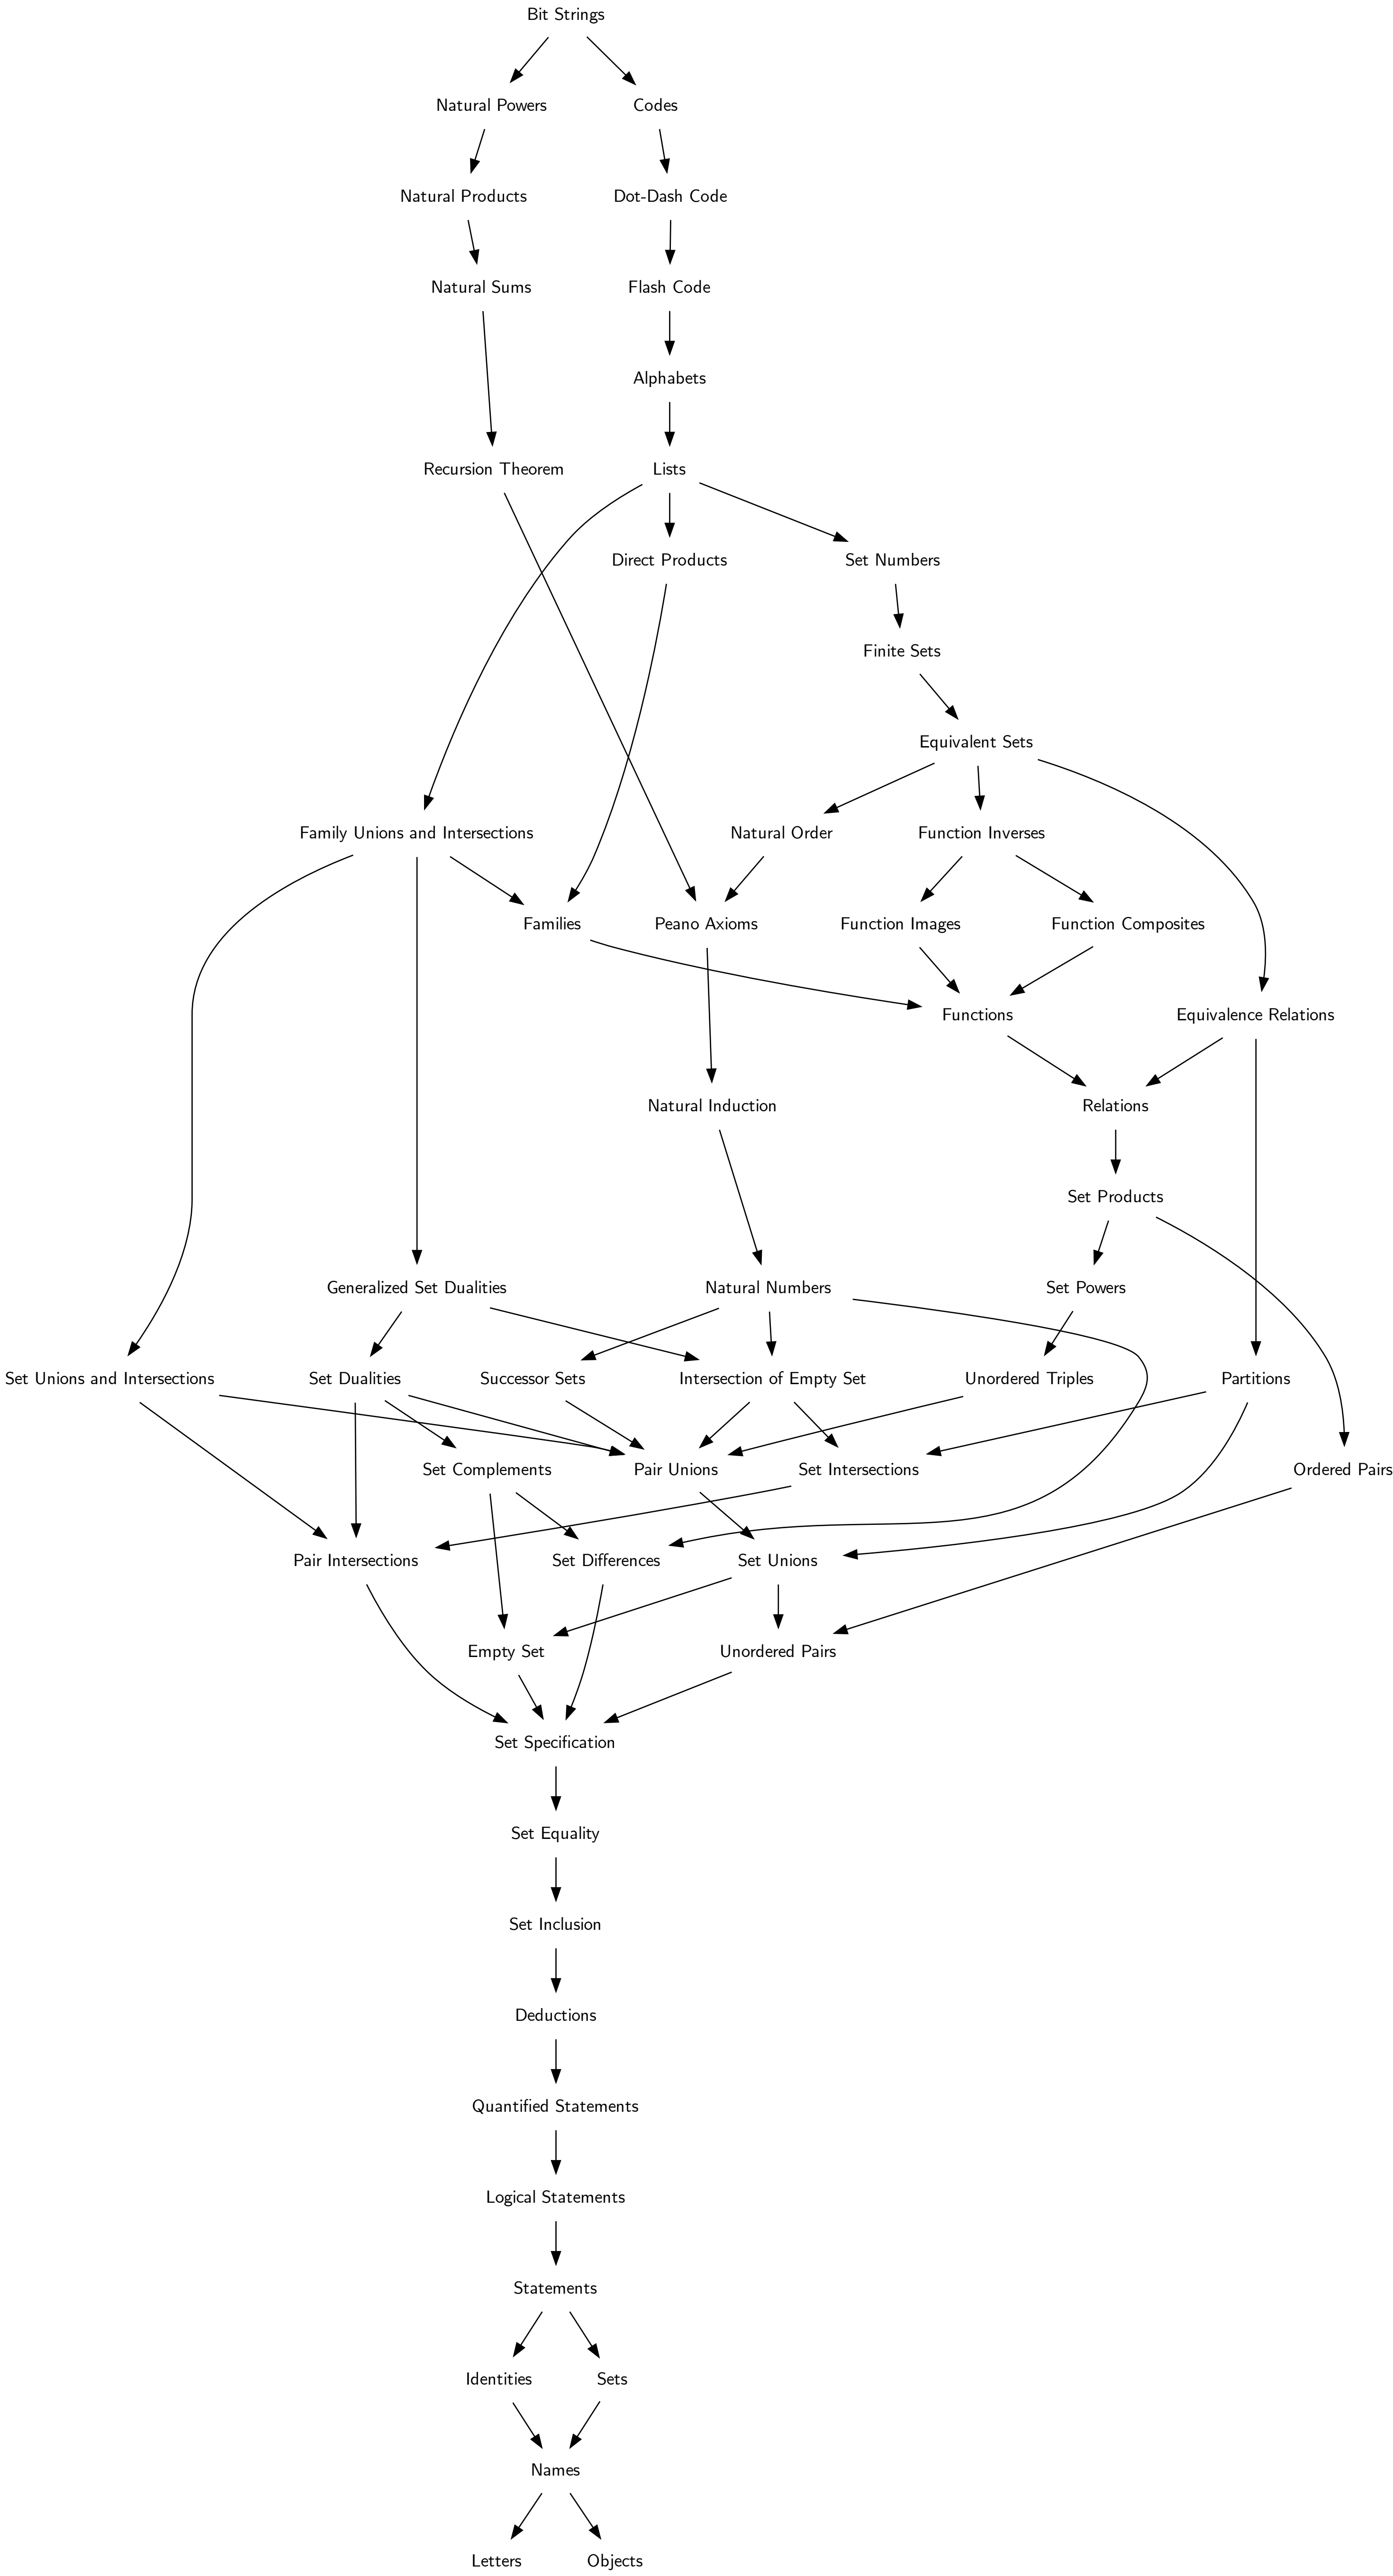 Bit Strings
Natural Powers
Codes
Natural Products
Dot-Dash Code
Natural Sums
Flash Code
Alphabets
Recursion Theorem
Lists
Direct Products
Set Numbers
Finite Sets
Equivalent Sets
Family Unions and Intersections
Natural Order
Function Inverses
Families
Peano Axioms
Function Images
Function Composites
Functions
Equivalence Relations
Natural Induction
Relations
Set Products
Generalized Set Dualities
Natural Numbers
Set Powers
Set Unions and Intersections
Set Dualities
Successor Sets
Intersection of Empty Set
Unordered Triples
Partitions
Set Complements
Pair Unions
Set Intersections
Ordered Pairs
Pair Intersections
Set Differences
Set Unions
Empty Set
Unordered Pairs
Set Specification
Set Equality
Set Inclusion
Deductions
Quantified Statements
Logical Statements
Statements
Identities
Sets
Names
Letters
Objects